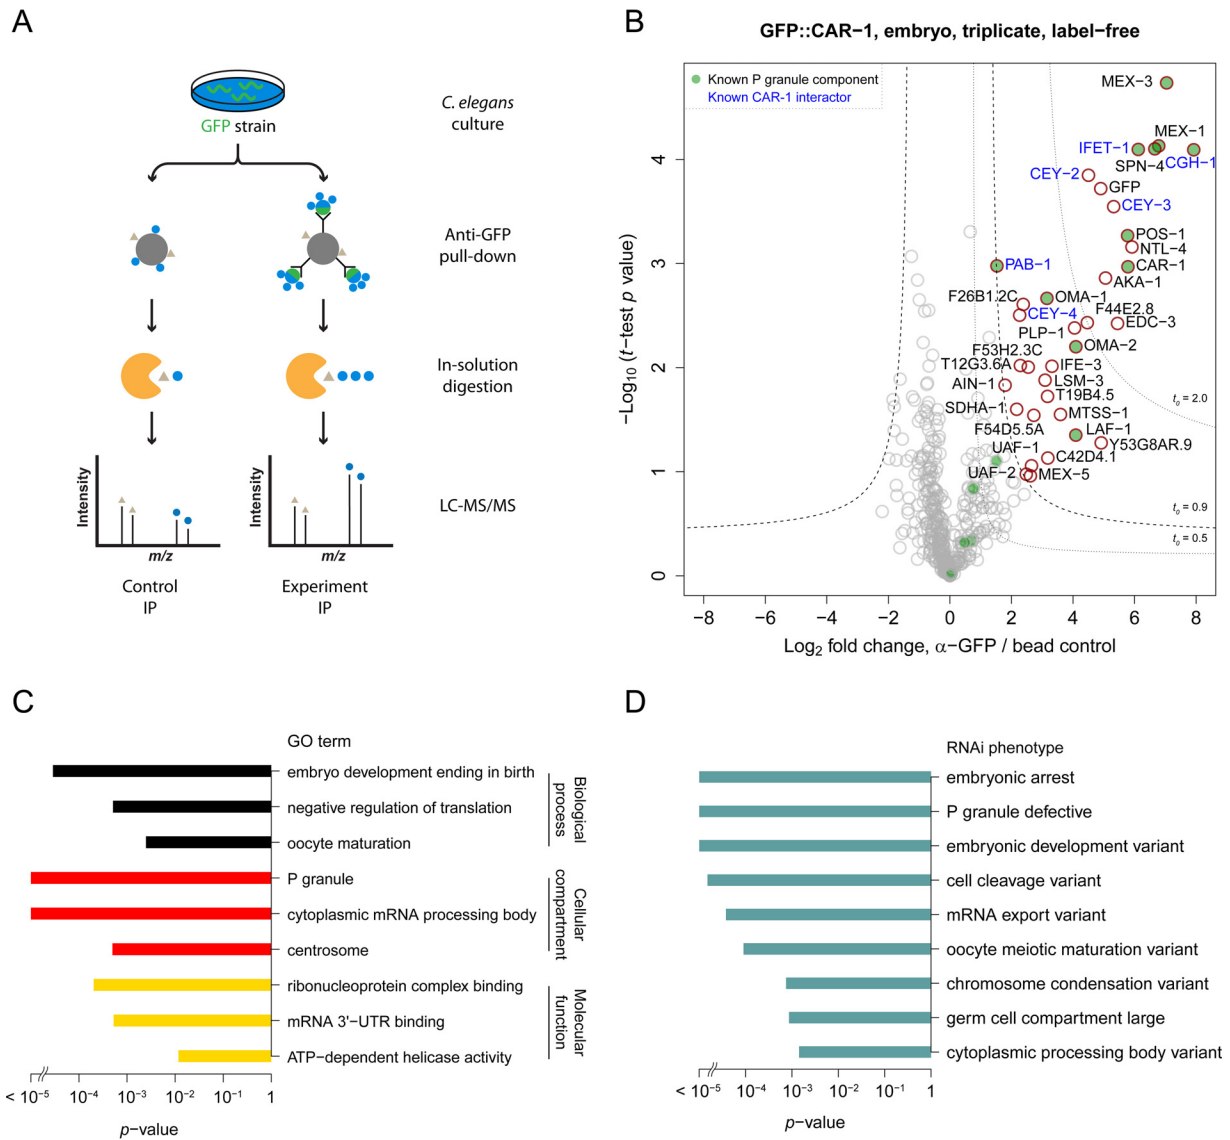 A
C. elegans
culture
GFP strain
Anti-GFP
pull-down
In-solution
digestion
LC-MS/MS
Intensity
m/z
Intensity
m/z
Control
IP
Experiment
IP
B
GFP::CAR−1, embryo, triplicate, label−free
Known P granule component
Known CAR-1 interactor
MEX−3
MEX−1
IFET−1
SPN−4
CGH−1
CEY−2
GFP
CEY−3
POS−1
NTL−4
PAB−1
CAR−1
AKA−1
F26B1.2C
OMA−1
CEY−4
F44E2.8
PLP−1
EDC−3
OMA−2
F53H2.3C
T12G3.6A
IFE−3
AIN−1
LSM−3
T19B4.5
SDHA−1
MTSS−1
F54D5.5A
LAF−1
UAF−1
Y53G8AR.9
C42D4.1
UAF−2
MEX−5
t0 = 2.0
t0 = 0.9
t0 = 0.5
−Log10 (t−test p value)
4
3
2
1
0
−8
−6
−4
−2
0
2
4
6
8
Log2 fold change, α−GFP / bead control
C
GO term
embryo development ending in birth
negative regulation of translation
oocyte maturation
P granule
cytoplasmic mRNA processing body
centrosome
ribonucleoprotein complex binding
mRNA 3'−UTR binding
ATP−dependent helicase activity
Biological
process
Cellular
compartment
Molecular
function
< 10−5
10−4
10−3
10−2
10−1
1
p−value
D
RNAi phenotype
embryonic arrest
P granule defective
embryonic development variant
cell cleavage variant
mRNA export variant
oocyte meiotic maturation variant
chromosome condensation variant
germ cell compartment large
cytoplasmic processing body variant
< 10−5
10−4
10−3
10−2
10−1
1
p−value